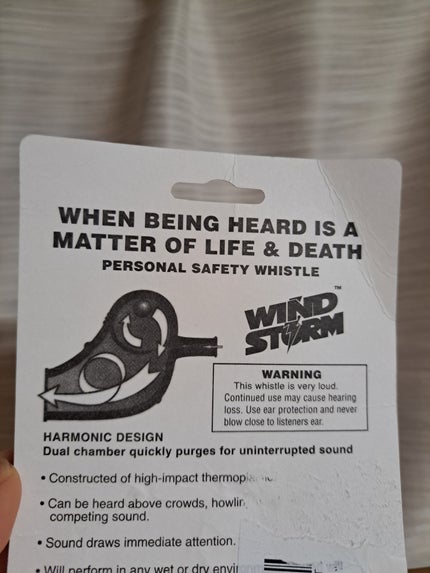 WHEN BEING HEARD IS A
MATTER OF LIFE & DEATH
PERSONAL SAFETY WHISTLE
WIND
STORM
TM
WARNING
This whistle is very loud.
Continued use may cause hearing
loss. Use ear protection and never
blow close to listeners ear.
HARMONIC DESIGN
Dual chamber quickly purges for uninterrupted sound
• Constructed of high-impact
• Can be heard above crowds,
competing sound.
• Sound draws immediate attention.
• Will perform in any wet or dry